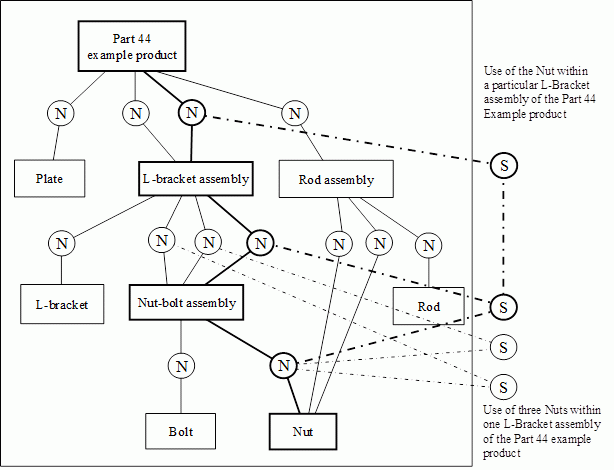 Part 44
example product
Use of the Nut within
a particular L-Bracket
assembly of the Part 44
Example product
N
N
N
N
S
Plate
L-bracket assembly
Rod assembly
N
N
N
N
N
N
N
L-bracket
Nut-bolt assembly
Rod
S
S
N
N
S
Use of three Nuts within
one L-Bracket assembly
of the Part 44 example
product
Bolt
Nut